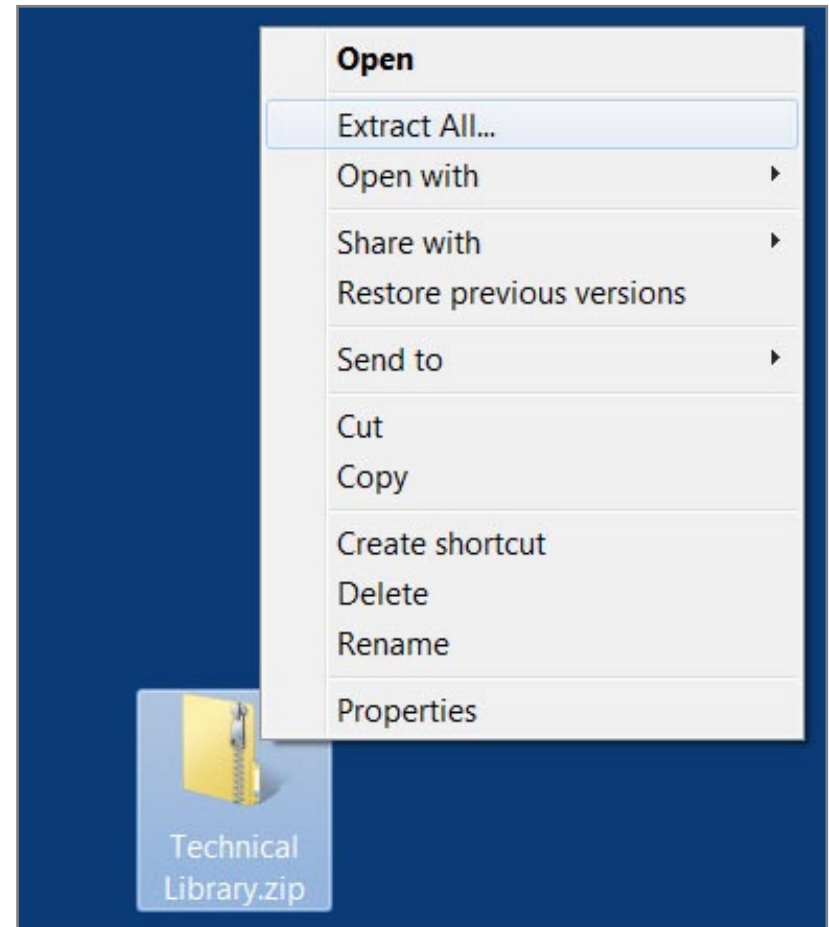 Open
Extract All...
Open with
Share with
Restore previous versions
Send to
Cut
Copy
Create shortcut
Delete
Rename
Properties
Technical
Library.zip